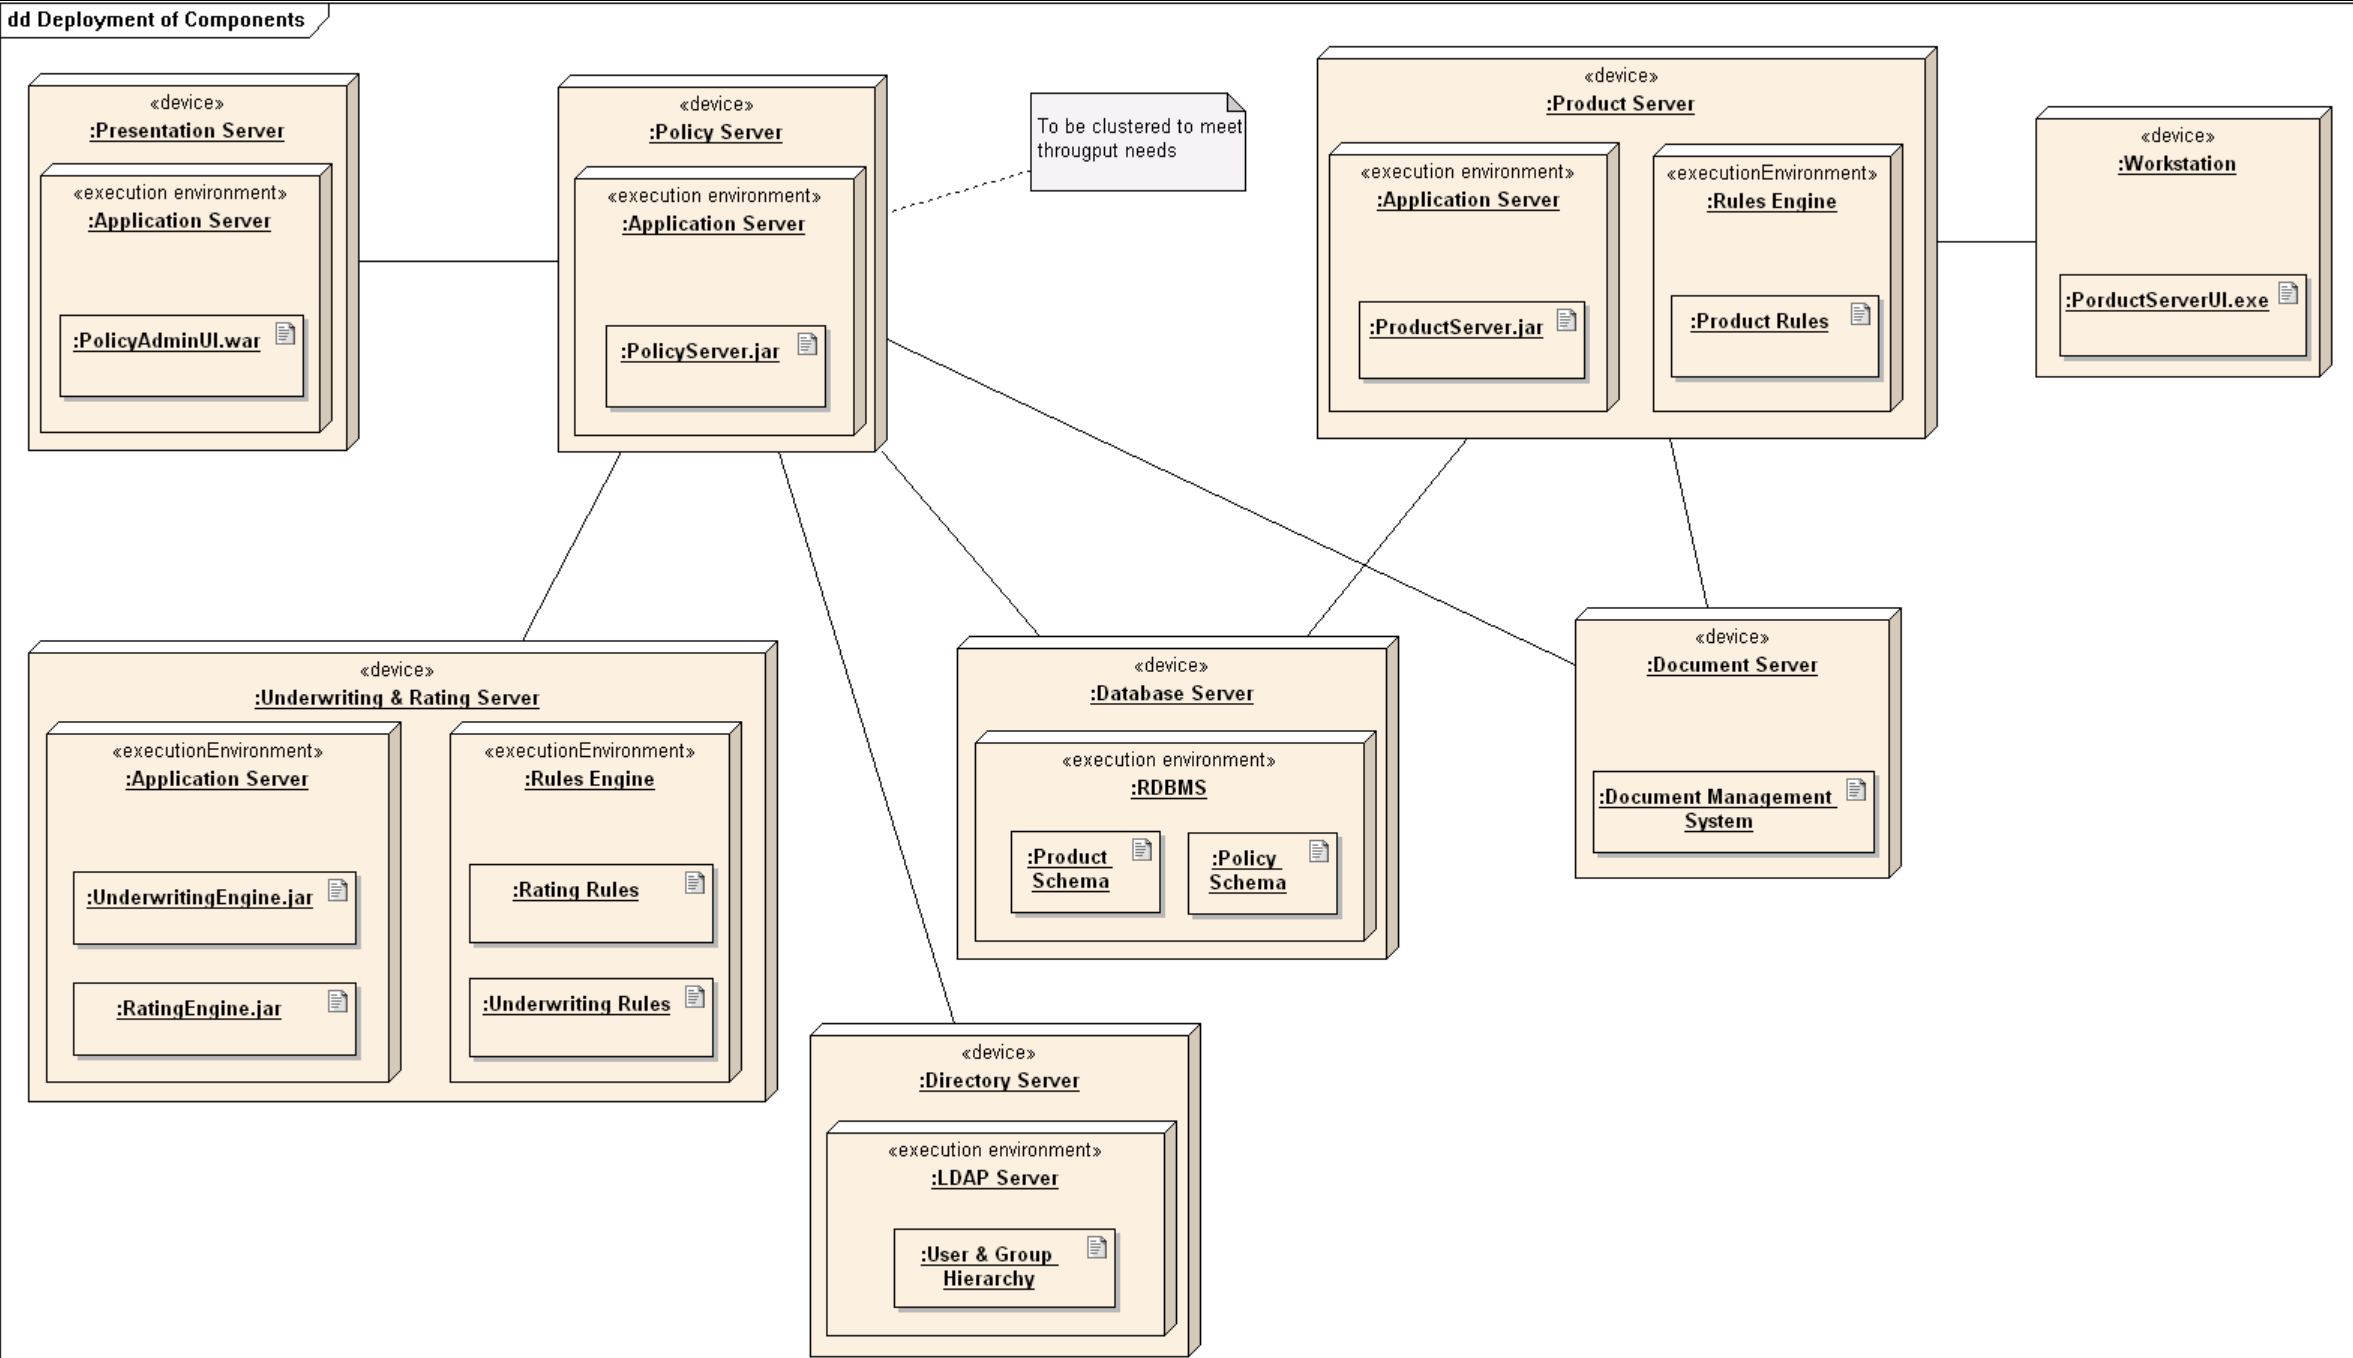 dd Deployment of Components
«device»
:Presentation Server
«execution environment»
:Application Server
:PolicyAdminUI.war
«device»
:Policy Server
«execution environment»
:Application Server
:PolicyServer.jar
To be clustered to meet
througput needs
«device»
:Product Server
«execution environment»
:Application Server
:ProductServer.jar
«executionEnvironment»
:Rules Engine
:Product Rules
«device»
:Workstation
:PorductServerUI.exe
«device»
:Underwriting & Rating Server
«executionEnvironment»
:Application Server
:UnderwritingEngine.jar
:RatingEngine.jar
«executionEnvironment»
:Rules Engine
:Rating Rules
:Underwriting Rules
«device»
:Database Server
«execution environment»
:RDBMS
:Product
Schema
:Policy
Schema
«device»
:Document Server
:Document Management
System
«device»
:Directory Server
«execution environment»
:LDAP Server
:User & Group
Hierarchy